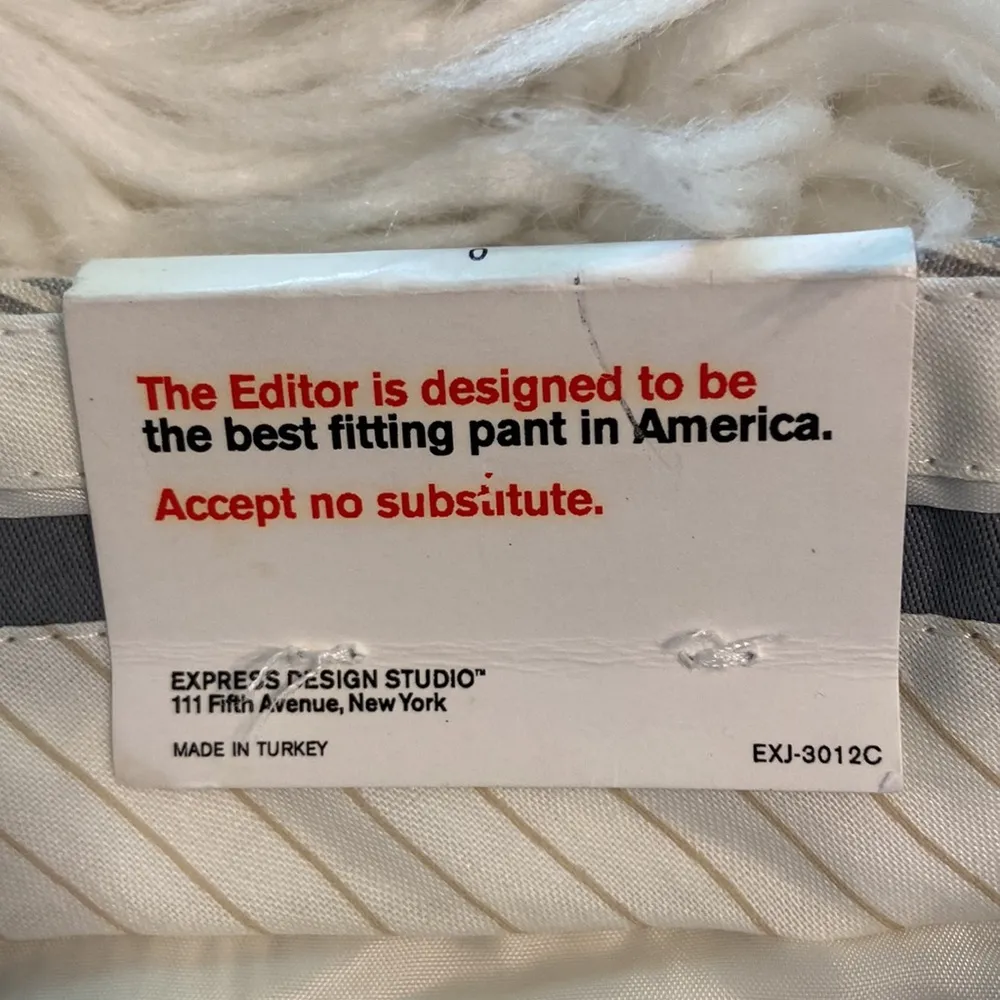 The Editor is designed to be
the best fitting pant in America.
Accept no substitute.
EXPRESS DESIGN STUDIO™
111 Fifth Avenue, New York
MADE IN TURKEY
EXJ-3012C